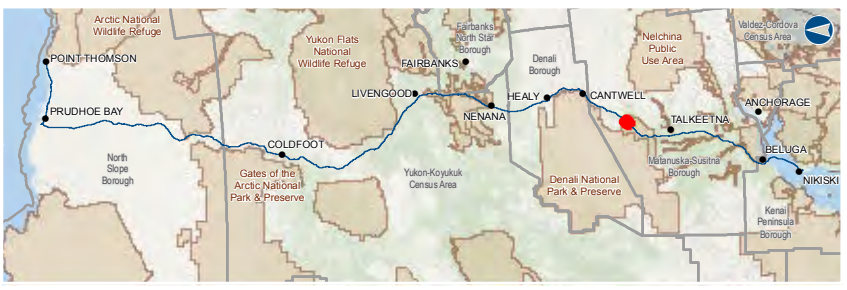 Arctic National
Wildlife Refuge
POINT THOMSON
PRUDHOE BAY
North
Slope
Borough
COLDFOOT
Gates of the
Arctic National
Park & Preserve
Yukon Flats
National
Wildlife Refuge
LIVENGOOD
FAIRBANKS
Fairbanks
North Star
Borough
NENANA
Yukon-Koyukuk
Census Area
Denali
Borough
HEALY
CANTWELL
Denali National
Park & Preserve
Nelchina
Public
Use Area
TALKEETNA
Matanuska-Susitna
Borough
Valdez-Cordova
Census Area
ANCHORAGE
BELUGA
NIKISKI
Kenai
Peninsula
Borough